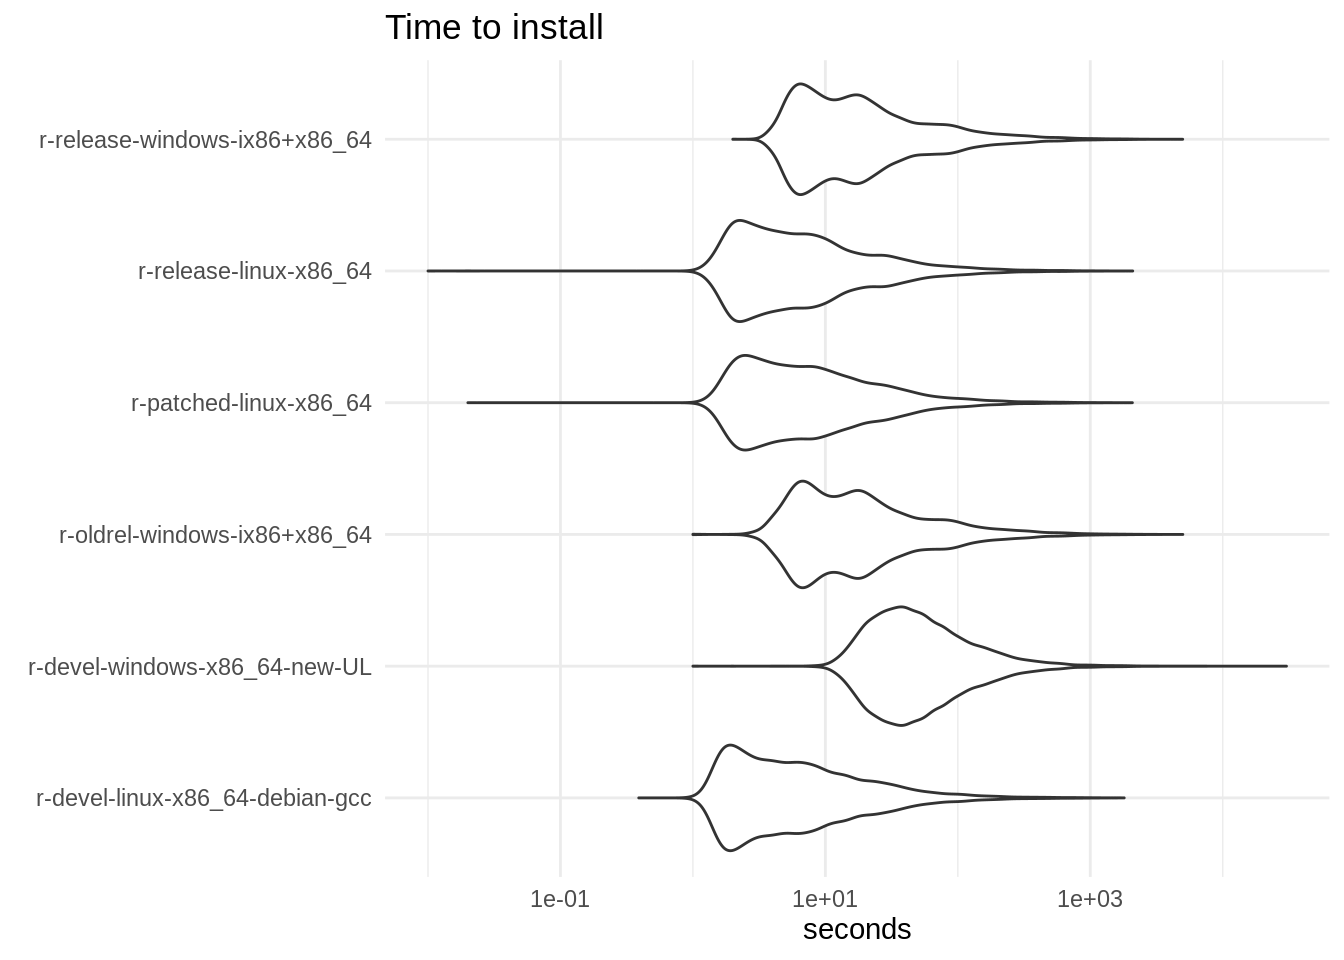 Time to install
r-release-windows-ix86+x86_64
r-release-linux-x86_64
r-patched-linux-x86_64
r-oldrel-windows-ix86+x86_64
r-devel-windows-x86_64-new-UL
r-devel-linux-x86_64-debian-gcc
1e-01 1e+01 1e+03
seconds